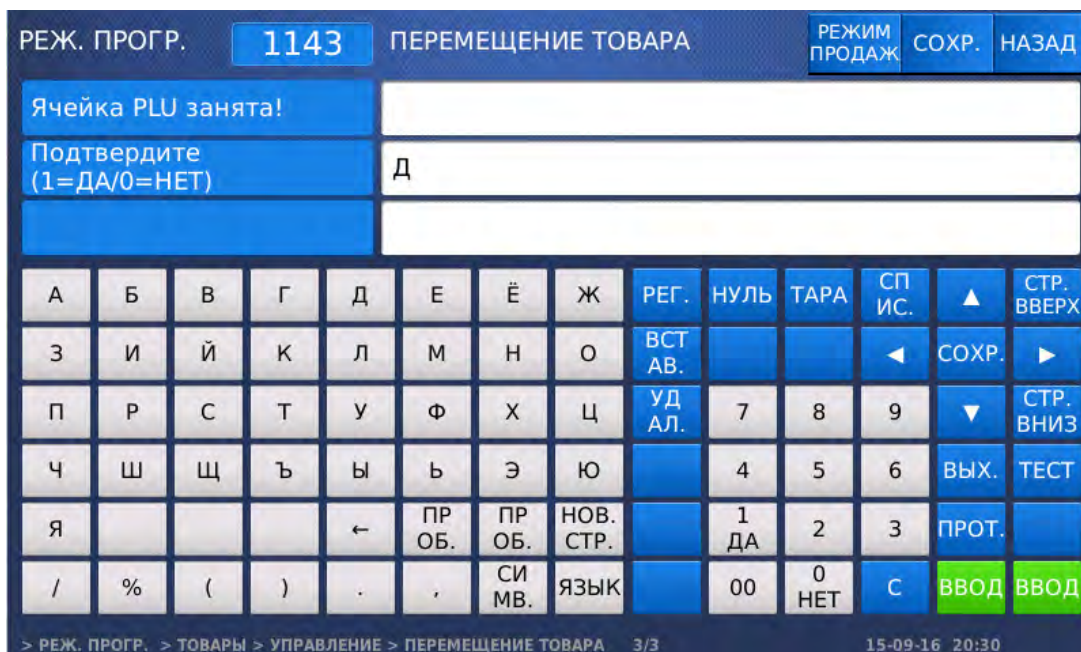 РЕЖ. ПРОГР. 1143 ПЕРЕМЕЩЕНИЕ ТОВАРА РЕЖИМ ПРОДАЖ СОХР. НАЗАД
Ячейка PLU занята!
Подтвердите
(1=ДА/0=НЕТ) Д
А Б В Г Д Е Ё Ж РЕГ. НУЛЬ ТАРА СП ИС. ▲ СТР. ВВЕРХ
З И Й К Л М Н О ВСТ АВ. ◀ СОХР. ▶
П Р С Т У Ф Х Ц УД АЛ. 7 8 9 ▼ СТР. ВНИЗ
Ч Ш Щ Ъ Ы Ь Э Ю 4 5 6 ВЫХ. ТЕСТ
Я ← ПР ОБ. ПР ОБ. НОВ. СТР. 1 ДА 2 3 ПРОТ.
/ % ( ) . , СИ МВ. ЯЗЫК 00 0 НЕТ С ВВОД ВВОД
> РЕЖ. ПРОГР. > ТОВАРЫ > УПРАВЛЕНИЕ > ПЕРЕМЕЩЕНИЕ ТОВАРА 3/3 15-09-16 20:30